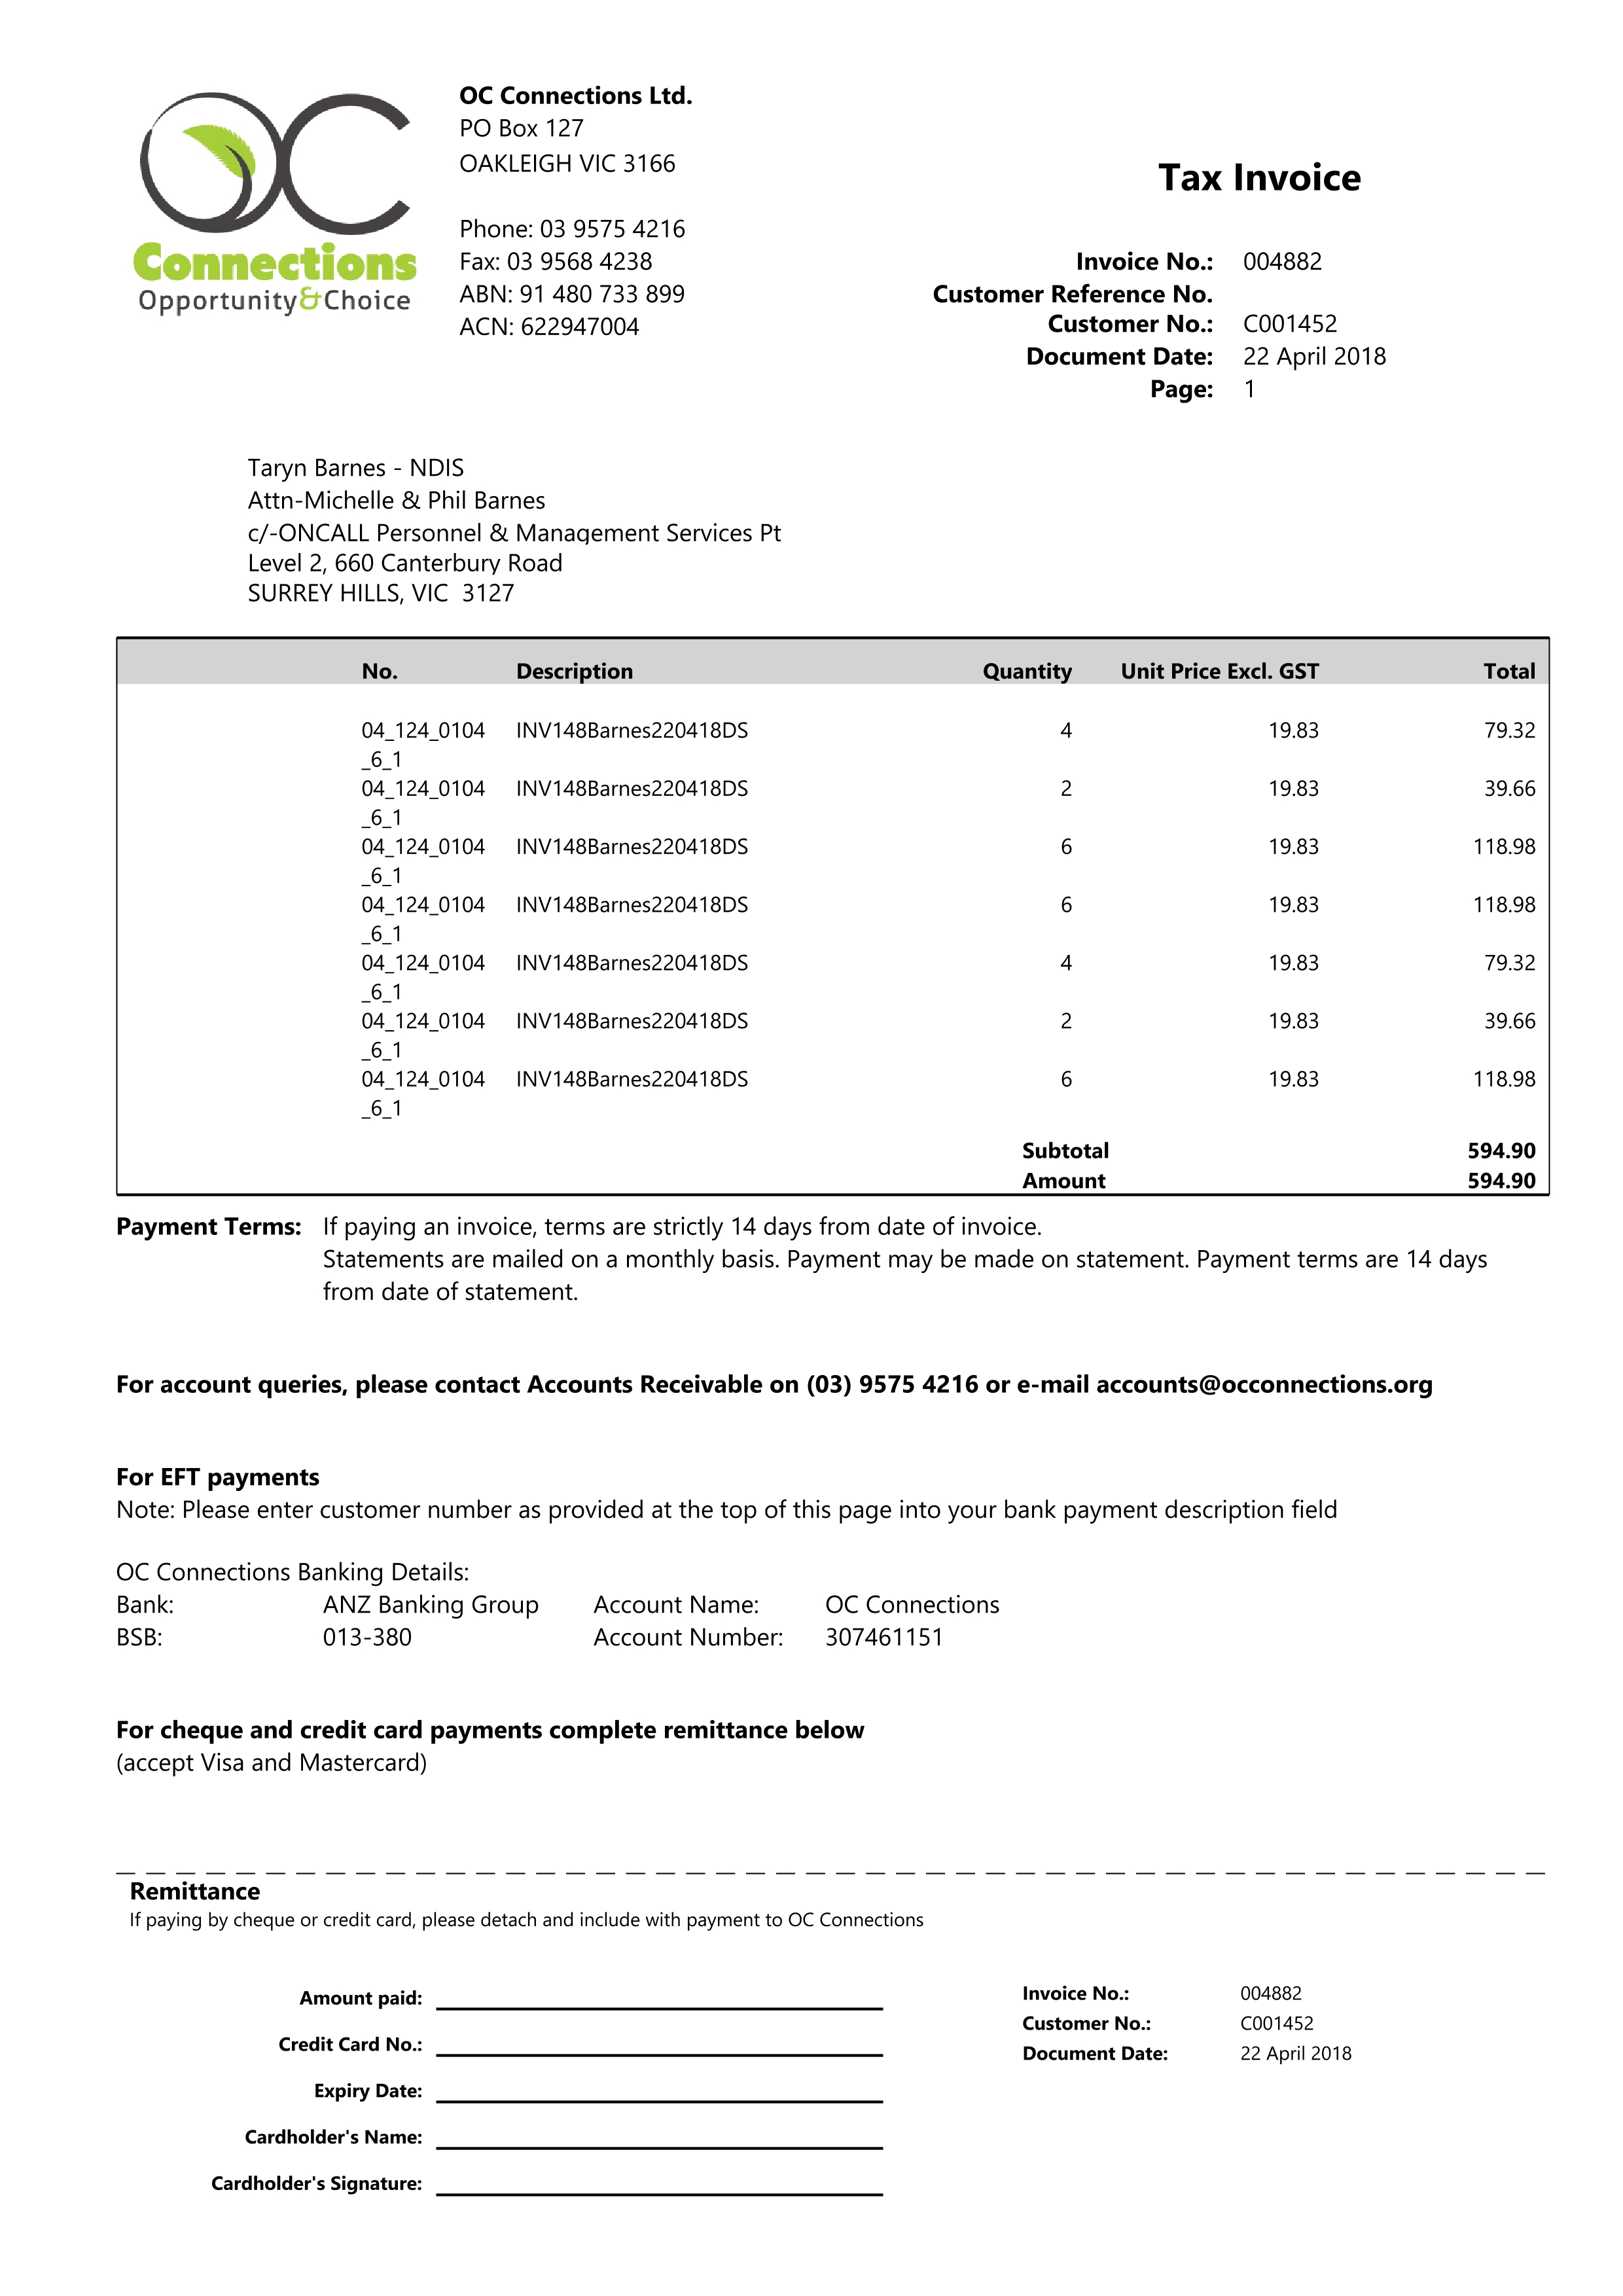 OC
Connections
Opportunity&Choice
OC Connections Ltd.
PO Box 127
OAKLEIGH VIC 3166
Phone: 03 9575 4216
Fax: 03 9568 4238
ABN: 91 480 733 899
ACN: 622947004
Tax Invoice
Invoice No.: 004882
Customer Reference No.
Customer No.: C001452
Document Date: 22 April 2018
Page: 1
Taryn Barnes - NDIS
Attn-Michelle & Phil Barnes
c/-ONCALL Personnel & Management Services Pt
Level 2, 660 Canterbury Road
SURREY HILLS, VIC 3127
No. Description Quantity Unit Price Excl. GST Total
04_124_0104 INV148Barnes220418DS 4 19.83 79.32
_6_1
04_124_0104 INV148Barnes220418DS 2 19.83 39.66
_6_1
04_124_0104 INV148Barnes220418DS 6 19.83 118.98
_6_1
04_124_0104 INV148Barnes220418DS 6 19.83 118.98
_6_1
04_124_0104 INV148Barnes220418DS 4 19.83 79.32
_6_1
04_124_0104 INV148Barnes220418DS 2 19.83 39.66
_6_1
04_124_0104 INV148Barnes220418DS 6 19.83 118.98
_6_1
Subtotal 594.90
Amount 594.90
Payment Terms: If paying an invoice, terms are strictly 14 days from date of invoice.
Statements are mailed on a monthly basis. Payment may be made on statement. Payment terms are 14 days
from date of statement.
For account queries, please contact Accounts Receivable on (03) 9575 4216 or e-mail accounts@occonnections.org
For EFT payments
Note: Please enter customer number as provided at the top of this page into your bank payment description field
OC Connections Banking Details:
Bank: ANZ Banking Group Account Name: OC Connections
BSB: 013-380 Account Number: 307461151
For cheque and credit card payments complete remittance below
(accept Visa and Mastercard)
Remittance
If paying by cheque or credit card, please detach and include with payment to OC Connections
Amount paid:
Credit Card No.:
Expiry Date:
Cardholder's Name:
Cardholder's Signature:
Invoice No.: 004882
Customer No.: C001452
Document Date: 22 April 2018